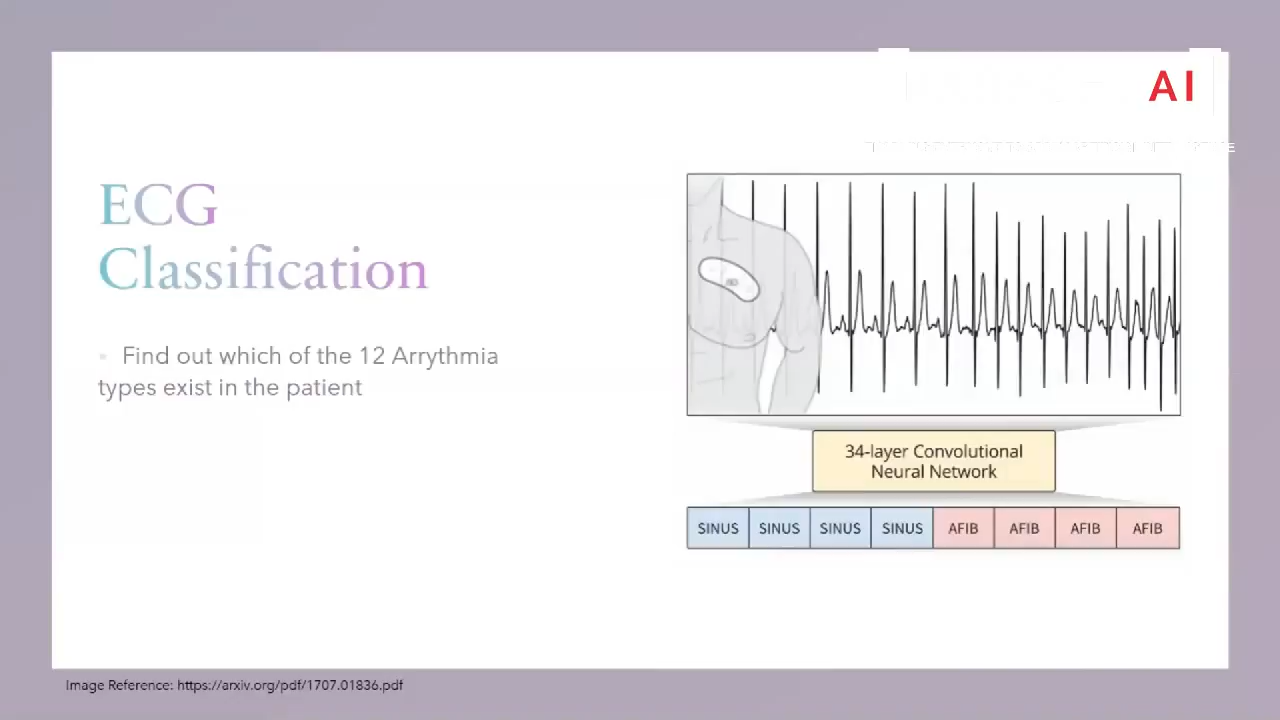 AI
ECG
Classification
Find out which of the 12 Arrythmia
types exist in the patient
34-layer Convolutional
Neural Network
SINUS SINUS SINUS SINUS AFIB AFIB AFIB AFIB
Image Reference: https://arxiv.org/pdf/1707.01836.pdf